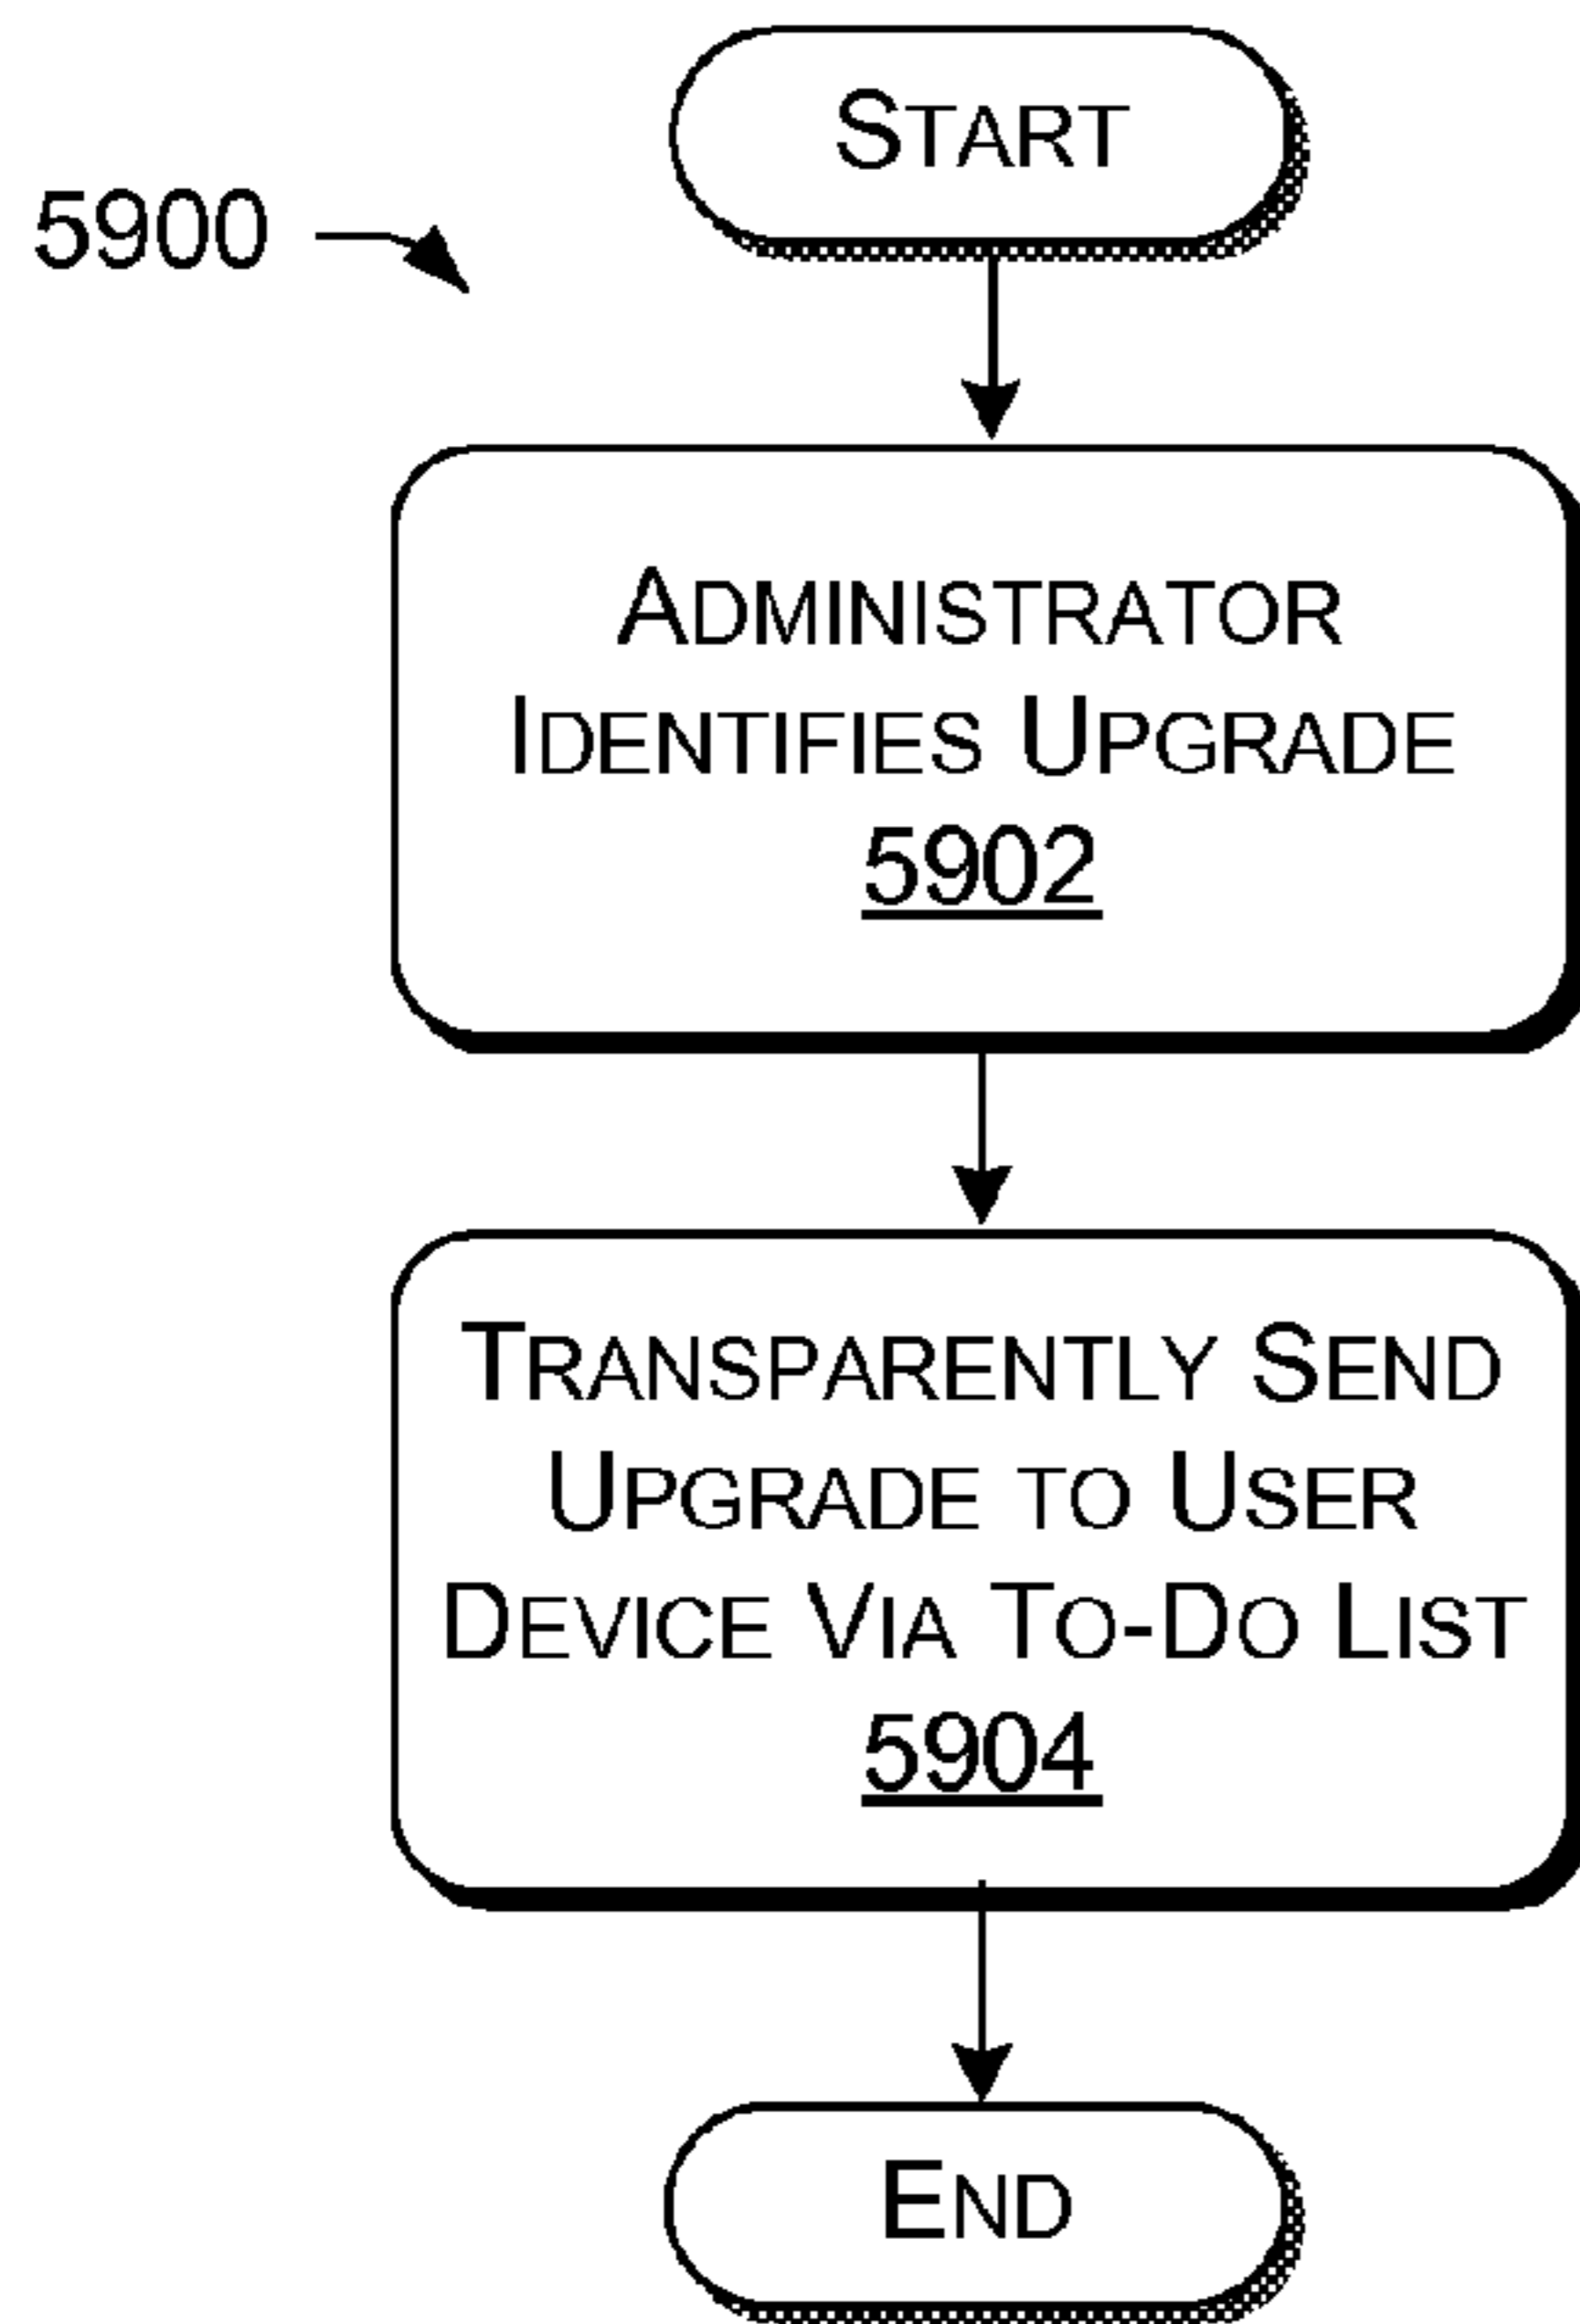 START
5900
ADMINISTRATOR
IDENTIFIES UPGRADE
5902
TRANSPARENTLY SEND
UPGRADE TO USER
DEVICE VIA TO-DO LIST
5904
END